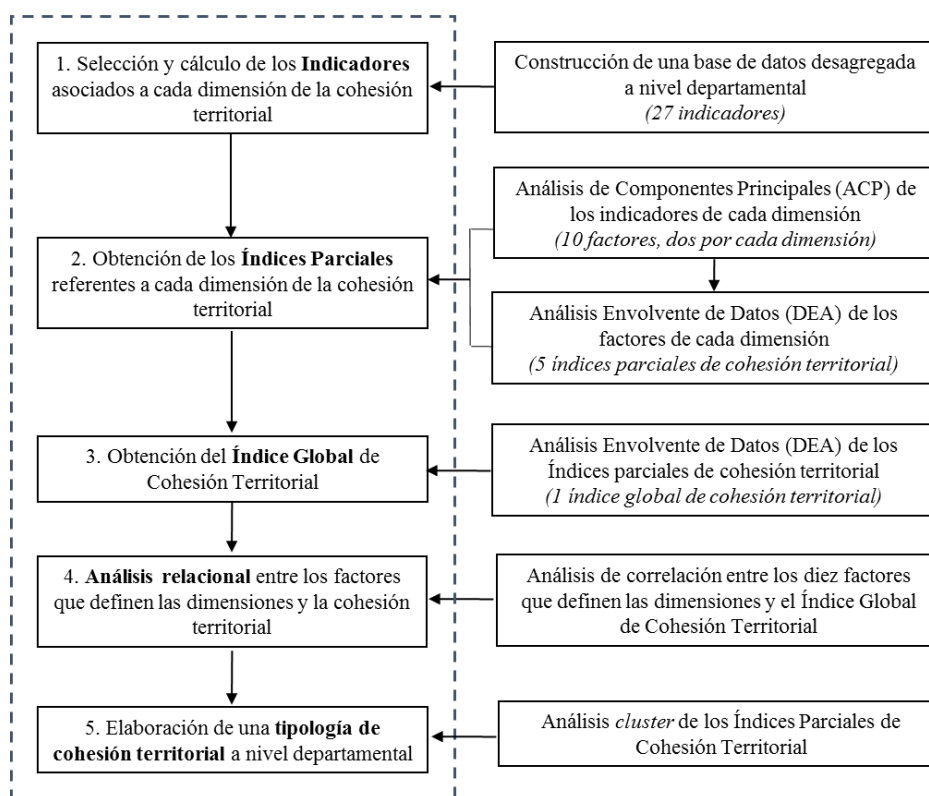 1. Selección y cálculo de los Indicadores
asociados a cada dimensión de la cohesión
territorial
Construcción de una base de datos desagregada
a nivel departamental
(27 indicadores)
2. Obtención de los Índices Parciales
referentes a cada dimensión de la cohesión
territorial
Análisis de Componentes Principales (ACP) de
los indicadores de cada dimensión
(10 factores, dos por cada dimensión)
Análisis Envolvente de Datos (DEA) de los
factores de cada dimensión
(5 índices parciales de cohesión territorial)
3. Obtención del Índice Global de
Cohesión Territorial
Análisis Envolvente de Datos (DEA) de los
Índices parciales de cohesión territorial
(1 índice global de cohesión territorial)
4. Análisis relacional entre los factores
que definen las dimensiones y la cohesión
territorial
Análisis de correlación entre los diez factores
que definen las dimensiones y el Índice Global
de Cohesión Territorial
5. Elaboración de una tipología de
cohesión territorial a nivel departamental
Análisis cluster de los Índices Parciales de
Cohesión Territorial